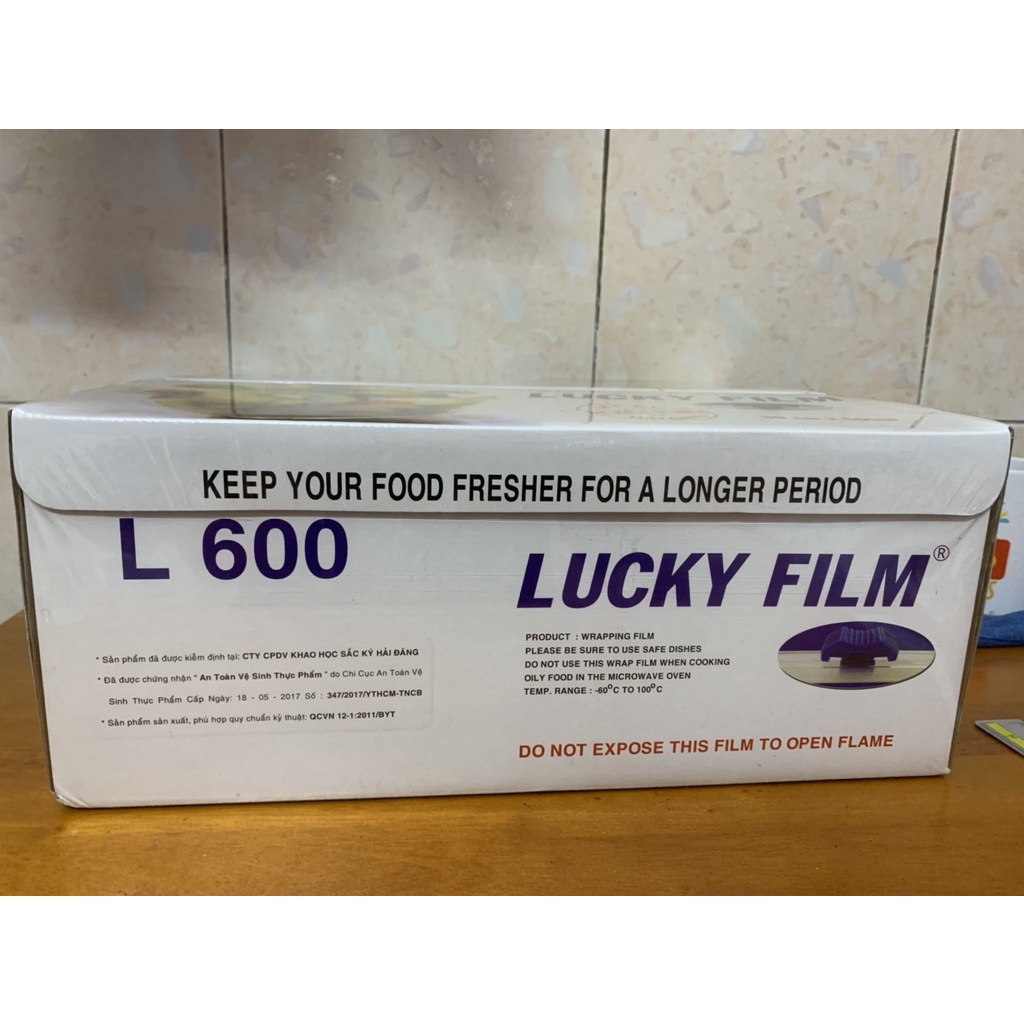 LUCKY FILM
KEEP YOUR FOOD FRESHER FOR A LONGER PERIOD
L 600
LUCKY FILM®
* Sản phẩm đã được kiểm định tại: CTY CPDV KHAO HỌC SẮC KÝ HẢI ĐĂNG
* Đã được chứng nhận " An Toàn Vệ Sinh Thực Phẩm " do Chi Cục An Toàn Vệ
Sinh Thực Phẩm Cấp Ngày: 18 - 05 - 2017 Số : 347/2017/YTHCM-TNCB
* Sản phẩm sản xuất, phù hợp quy chuẩn kỳ thuật: QCVN 12-1:2011/BYT
PRODUCT : WRAPPING FILM
PLEASE BE SURE TO USE SAFE DISHES
DO NOT USE THIS WRAP FILM WHEN COOKING
OILY FOOD IN THE MICROWAVE OVEN
TEMP. RANGE : -60°C TO 100°C
DO NOT EXPOSE THIS FILM TO OPEN FLAME